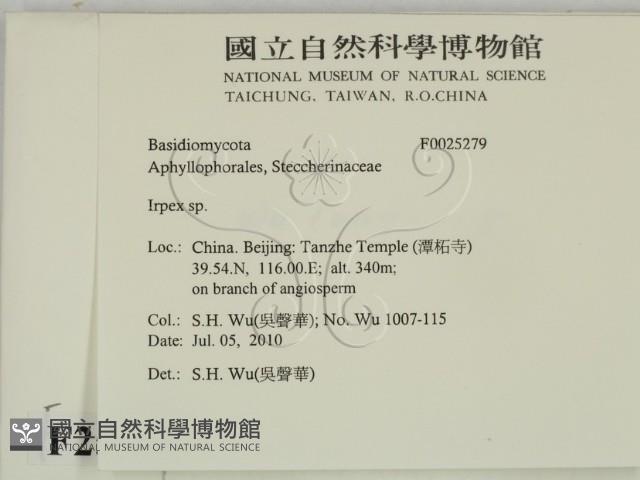 國立自然科學博物館
NATIONAL MUSEUM OF NATURAL SCIENCE
TAICHUNG, TAIWAN, R.O.CHINA
Basidiomycota F0025279
Aphyllophorales, Steccherinaceae
Irpex sp.
Loc.: China. Beijing: Tanzhe Temple (潭柘寺)
39.54.N, 116.00.E; alt. 340m;
on branch of angiosperm
Col.: S.H. Wu(吳聲華); No. Wu 1007-115
Date: Jul. 05, 2010
Det.: S.H. Wu(吳聲華)
F2
國立自然科學博物館
NATIONAL MUSEUM OF NATURAL SCIENCE